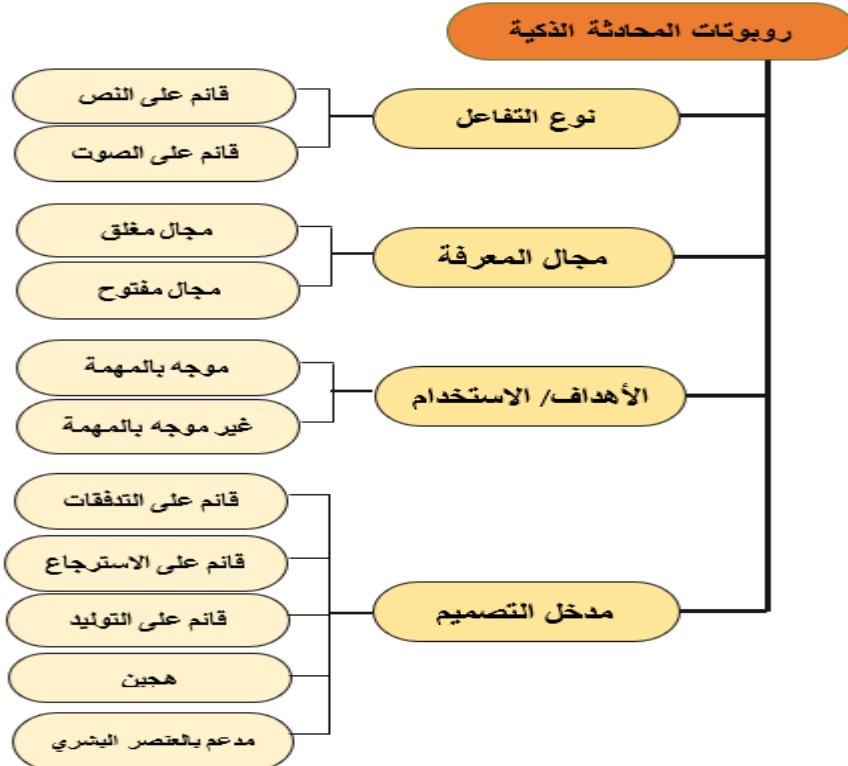 روبوتات المحادثة الذكية
نوع التفاعل
قائم على النص
قائم على الصوت
مجال المعرفة
مجال مغلق
مجال مفتوح
الأهداف/ الاستخدام
موجه بالمهمة
غير موجه بالمهمة
مدخل التصميم
قائم على التدفقات
قائم على الاسترجاع
قائم على التوليد
هجين
مدعم بالعنصر البشري